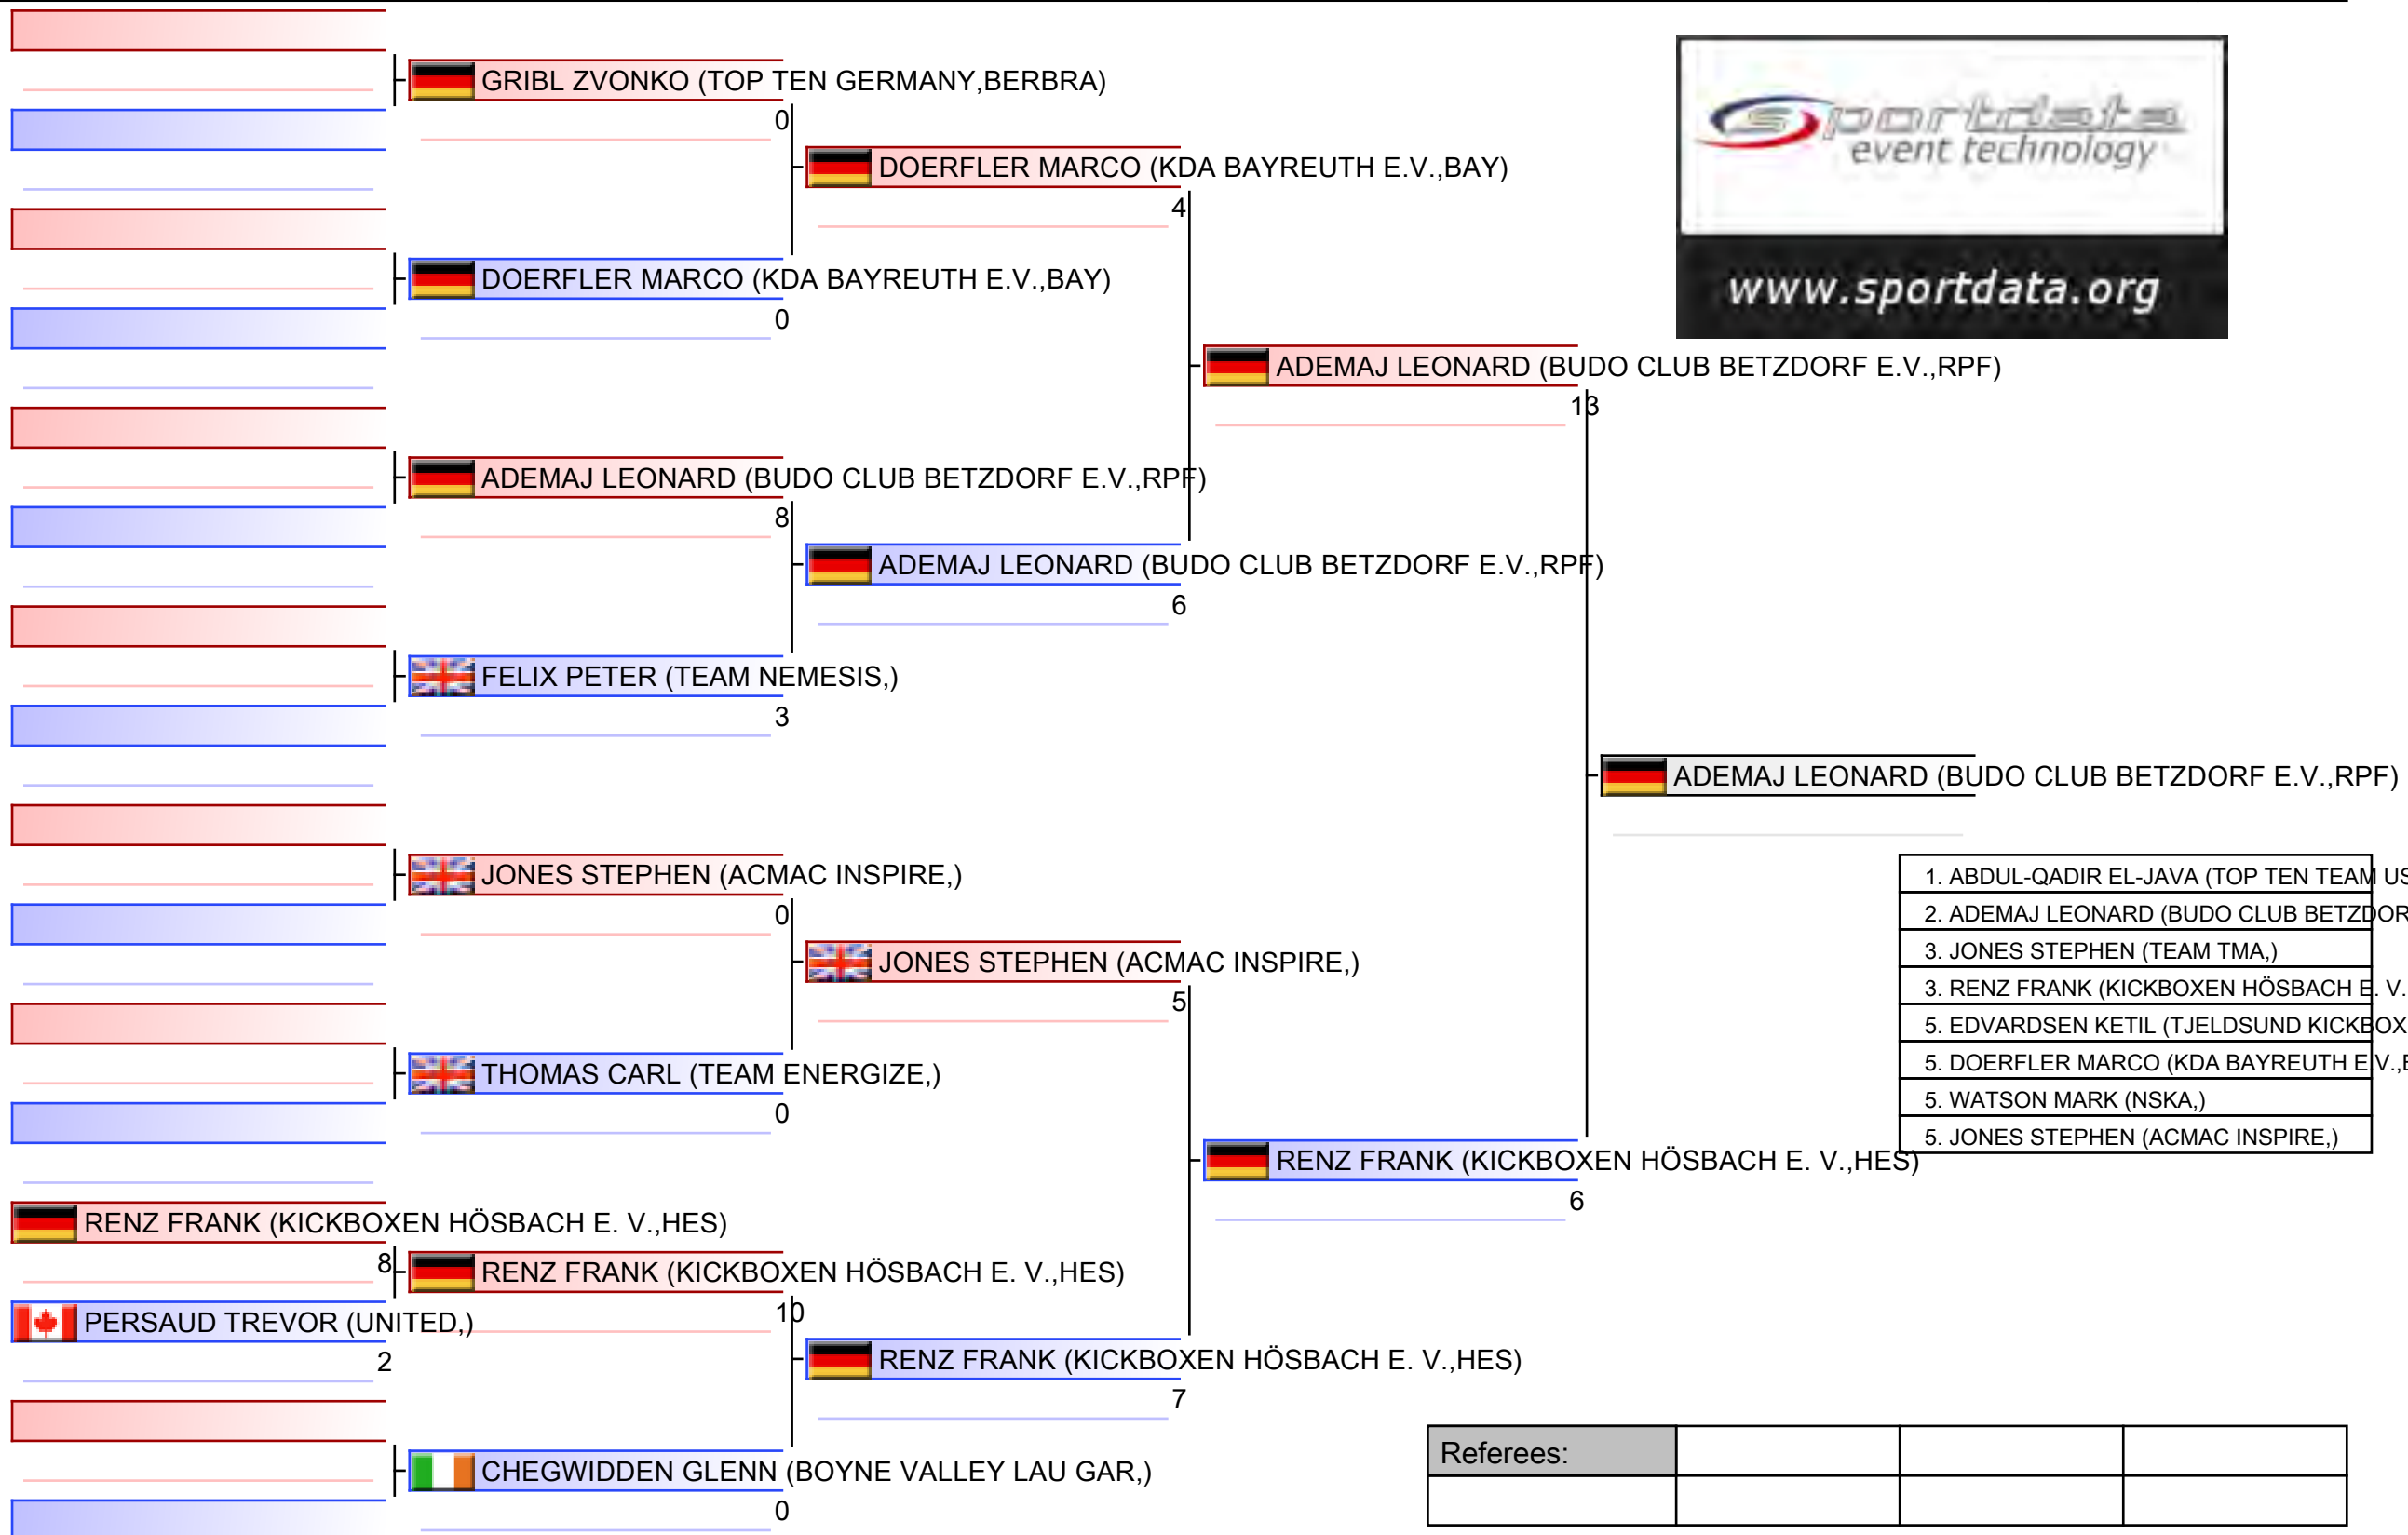 GRIBL ZVONKO (TOP TEN GERMANY,BERBRA)
0
DOERFLER MARCO (KDA BAYREUTH E.V.,BAY)
4
DOERFLER MARCO (KDA BAYREUTH E.V.,BAY)
0
sportdata
event technology
www.sportdata.org
ADEMAJ LEONARD (BUDO CLUB BETZDORF E.V.,RPF)
13
ADEMAJ LEONARD (BUDO CLUB BETZDORF E.V.,RPF)
8
ADEMAJ LEONARD (BUDO CLUB BETZDORF E.V.,RPF)
6
FELIX PETER (TEAM NEMESIS,)
3
ADEMAJ LEONARD (BUDO CLUB BETZDORF E.V.,RPF)
JONES STEPHEN (ACMAC INSPIRE,)
0
JONES STEPHEN (ACMAC INSPIRE,)
5
THOMAS CARL (TEAM ENERGIZE,)
0
1. ABDUL-QADIR EL-JAVA (TOP TEN TEAM US
2. ADEMAJ LEONARD (BUDO CLUB BETZDOR
3. JONES STEPHEN (TEAM TMA,)
3. RENZ FRANK (KICKBOXEN HÖSBACH E. V.
5. EDVARDSEN KETIL (TJELDSUND KICKBOX
5. DOERFLER MARCO (KDA BAYREUTH E.V.,B
5. WATSON MARK (NSKA,)
5. JONES STEPHEN (ACMAC INSPIRE,)
RENZ FRANK (KICKBOXEN HÖSBACH E. V.,HES)
6
RENZ FRANK (KICKBOXEN HÖSBACH E. V.,HES)
8
RENZ FRANK (KICKBOXEN HÖSBACH E. V.,HES)
10
PERSAUD TREVOR (UNITED,)
2
RENZ FRANK (KICKBOXEN HÖSBACH E. V.,HES)
7
CHEGWIDDEN GLENN (BOYNE VALLEY LAU GAR,)
0
Referees: